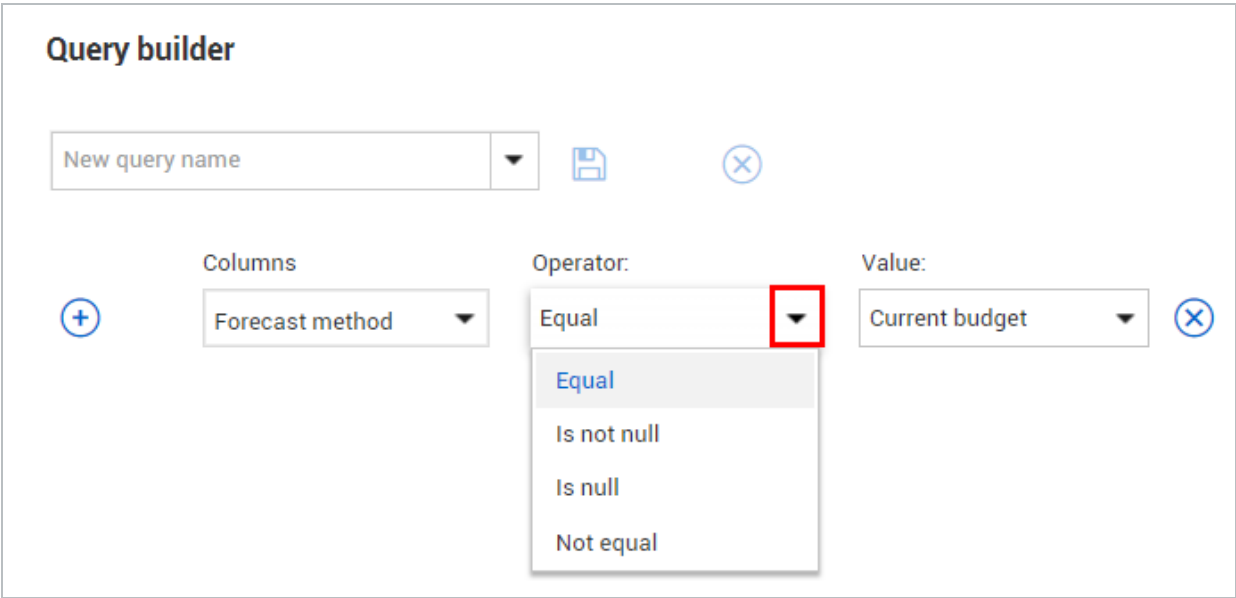 Query builder
New query name
Columns Operator: Value:
Forecast method Equal Current budget
Equal
Is not null
Is null
Not equal